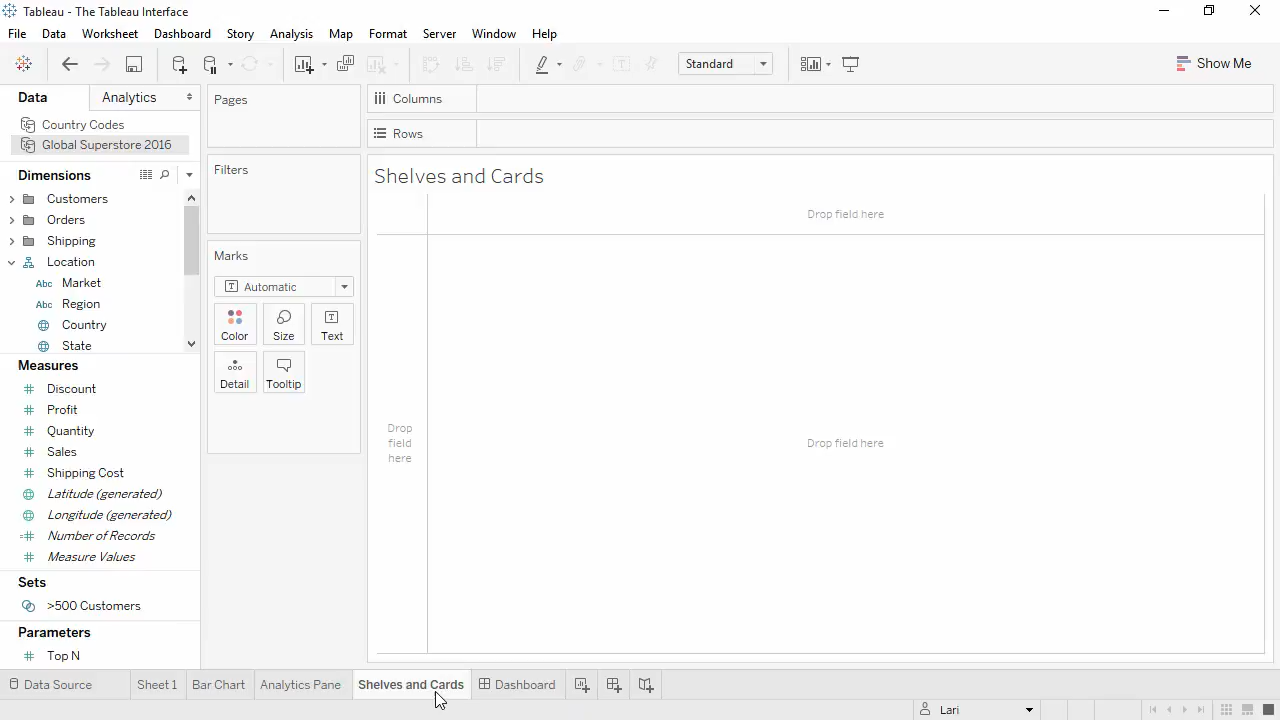 Tableau - The Tableau Interface
File Data Worksheet Dashboard Story Analysis Map Format Server Window Help
Standard
Show Me
Data
Analytics
Country Codes
Global Superstore 2016
Dimensions
Customers
Orders
Shipping
Location
Abc Market
Abc Region
Country
State
Measures
Discount
Profit
Quantity
Sales
Shipping Cost
Latitude (generated)
Longitude (generated)
Number of Records
Measure Values
Sets
>500 Customers
Parameters
Top N
Pages
Filters
Marks
T Automatic
Color Size Text
Detail Tooltip
Columns
Rows
Shelves and Cards
Drop field here
Drop
field
here
Drop field here
Data Source Sheet 1 Bar Chart Analytics Pane Shelves and Cards Dashboard
Lari